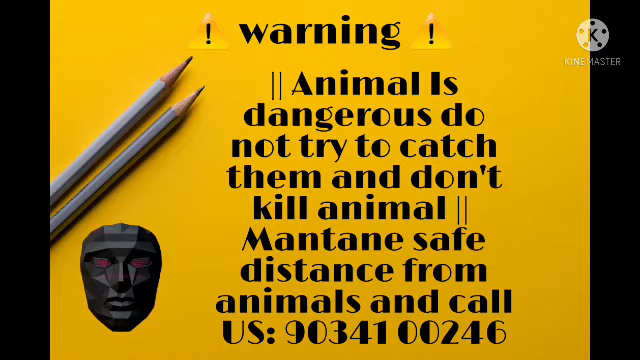 ⚠️ warning ⚠️
|| Animal Is
dangerous do
not try to catch
them and don't
kill animal ||
Mantane safe
distance from
animals and call
US: 90341 00246
K
KINEMASTER